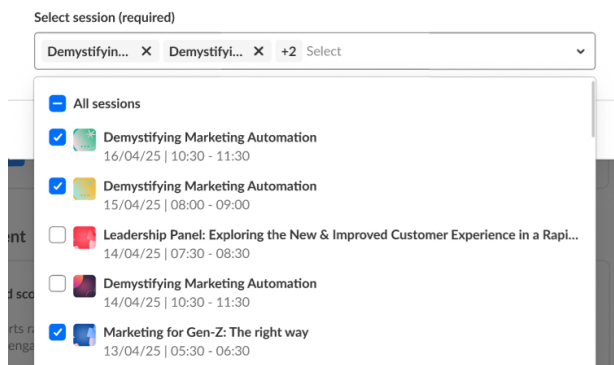 Select session (required)
Demystifyin... Demystifyi... +2 Select
All sessions
Demystifying Marketing Automation
16/04/25 | 10:30 - 11:30
Demystifying Marketing Automation
15/04/25 | 08:00 - 09:00
Leadership Panel: Exploring the New & Improved Customer Experience in a Rapi...
14/04/25 | 07:30 - 08:30
Demystifying Marketing Automation
14/04/25 | 10:30 - 11:30
Marketing for Gen-Z: The right way
13/04/25 | 05:30 - 06:30